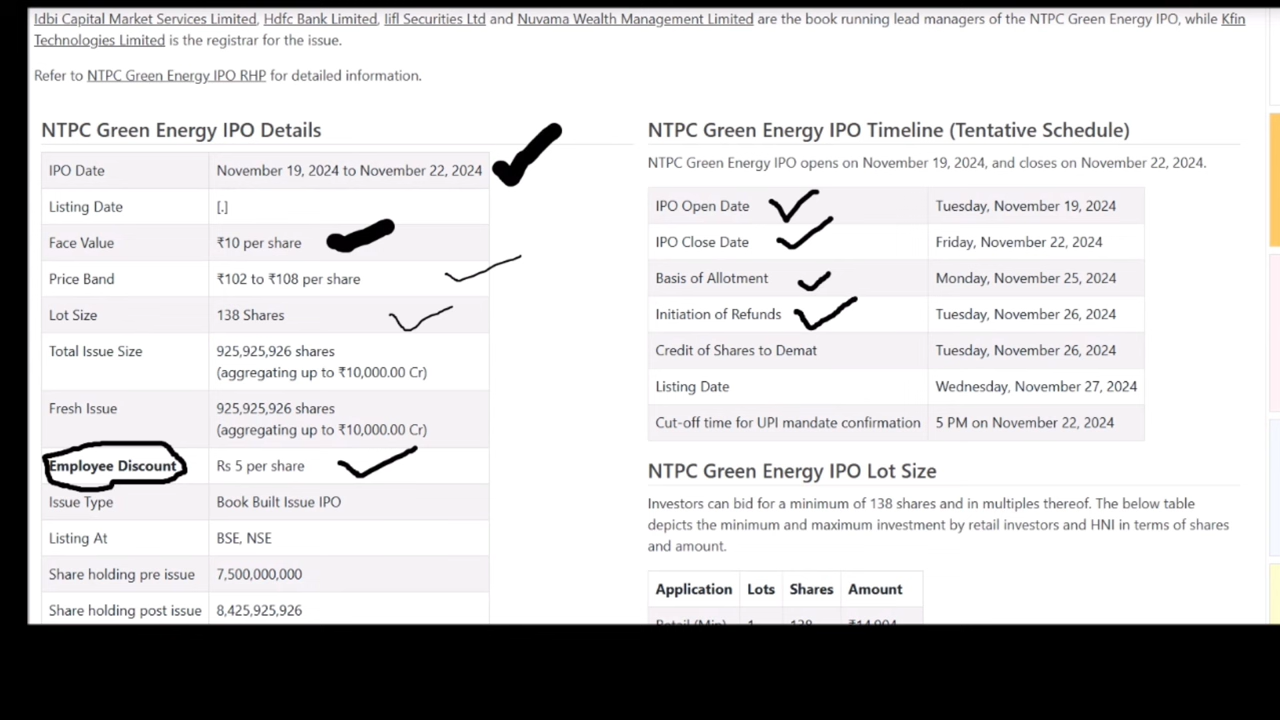 Idbi Capital Market Services Limited, Hdfc Bank Limited, Iifl Securities Ltd and Nuvama Wealth Management Limited are the book running lead managers of the NTPC Green Energy IPO, while Kfin
Technologies Limited is the registrar for the issue.
Refer to NTPC Green Energy IPO RHP for detailed information.
NTPC Green Energy IPO Details
IPO Date November 19, 2024 to November 22, 2024
Listing Date [.]
Face Value ₹10 per share
Price Band ₹102 to ₹108 per share
Lot Size 138 Shares
Total Issue Size 925,925,926 shares
(aggregating up to ₹10,000.00 Cr)
Fresh Issue 925,925,926 shares
(aggregating up to ₹10,000.00 Cr)
Employee Discount Rs 5 per share
Issue Type Book Built Issue IPO
Listing At BSE, NSE
Share holding pre issue 7,500,000,000
Share holding post issue 8,425,925,926
NTPC Green Energy IPO Timeline (Tentative Schedule)
NTPC Green Energy IPO opens on November 19, 2024, and closes on November 22, 2024.
IPO Open Date Tuesday, November 19, 2024
IPO Close Date Friday, November 22, 2024
Basis of Allotment Monday, November 25, 2024
Initiation of Refunds Tuesday, November 26, 2024
Credit of Shares to Demat Tuesday, November 26, 2024
Listing Date Wednesday, November 27, 2024
Cut-off time for UPI mandate confirmation 5 PM on November 22, 2024
NTPC Green Energy IPO Lot Size
Investors can bid for a minimum of 138 shares and in multiples thereof. The below table
depicts the minimum and maximum investment by retail investors and HNI in terms of shares
and amount.
Application Lots Shares Amount
Retail (Min) 1 138 ₹14,904